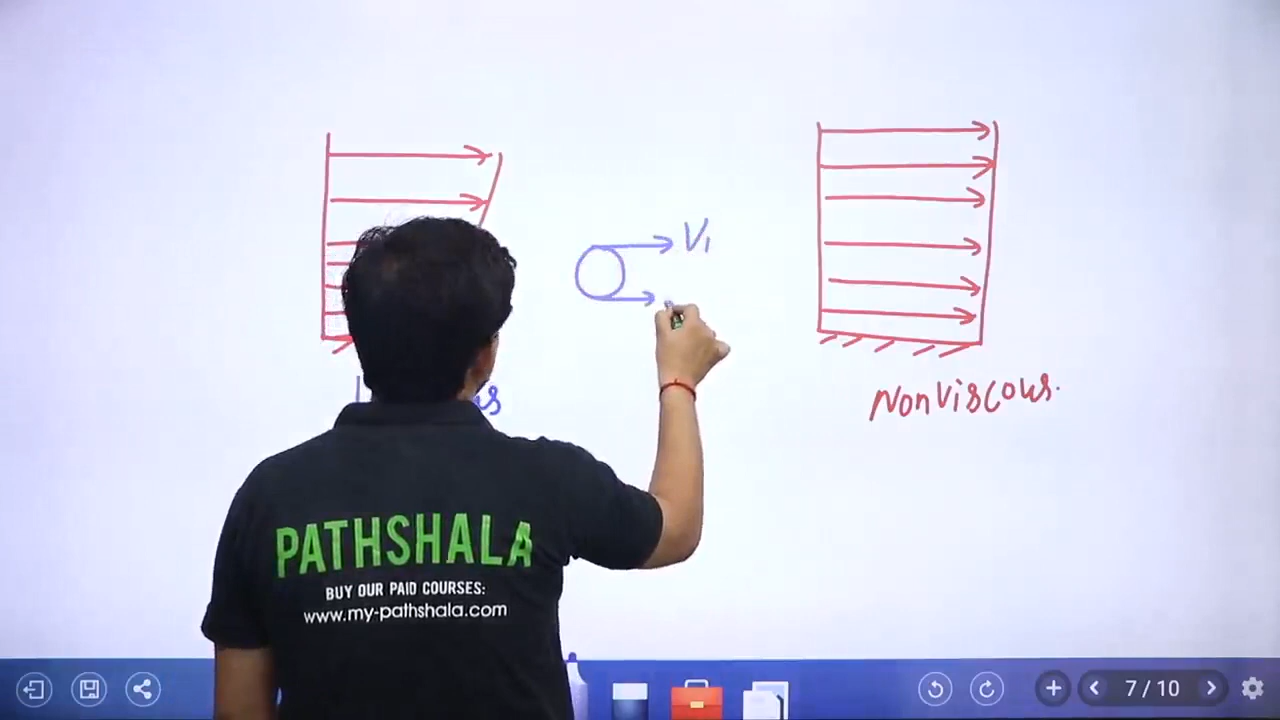 V₁
Nonviscous.
PATHSHALA
BUY OUR PAID COURSES:
www.my-pathshala.com
7 / 10